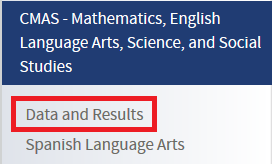 CMAS - Mathematics, English
Language Arts, Science, and Social
Studies
Data and Results
Spanish Language Arts